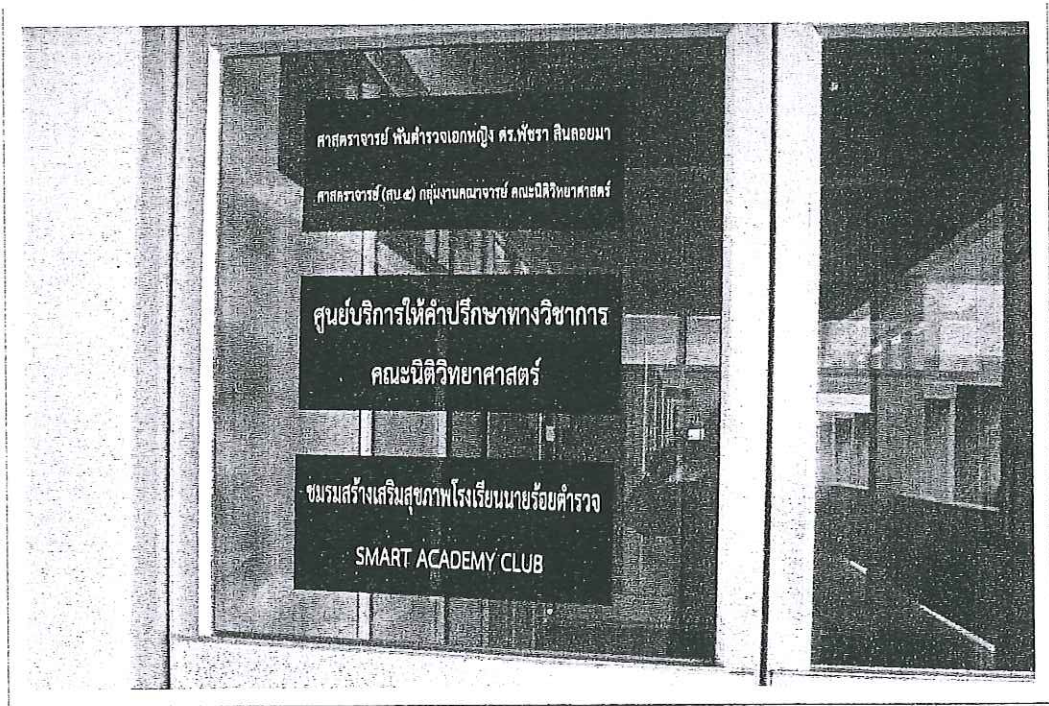 ศาสตราจารย์ พันตำรวจเอกหญิง ดร.พัชรา สินลอยมา
ศาสตราจารย์ (สบ.๕) กลุ่มงานคณาจารย์ คณะนิติวิทยาศาสตร์
ศูนย์บริการให้คำปรึกษาทางวิชาการ
คณะนิติวิทยาศาสตร์
ชมรมสร้างเสริมสุขภาพโรงเรียนนายร้อยตำรวจ
SMART ACADEMY CLUB